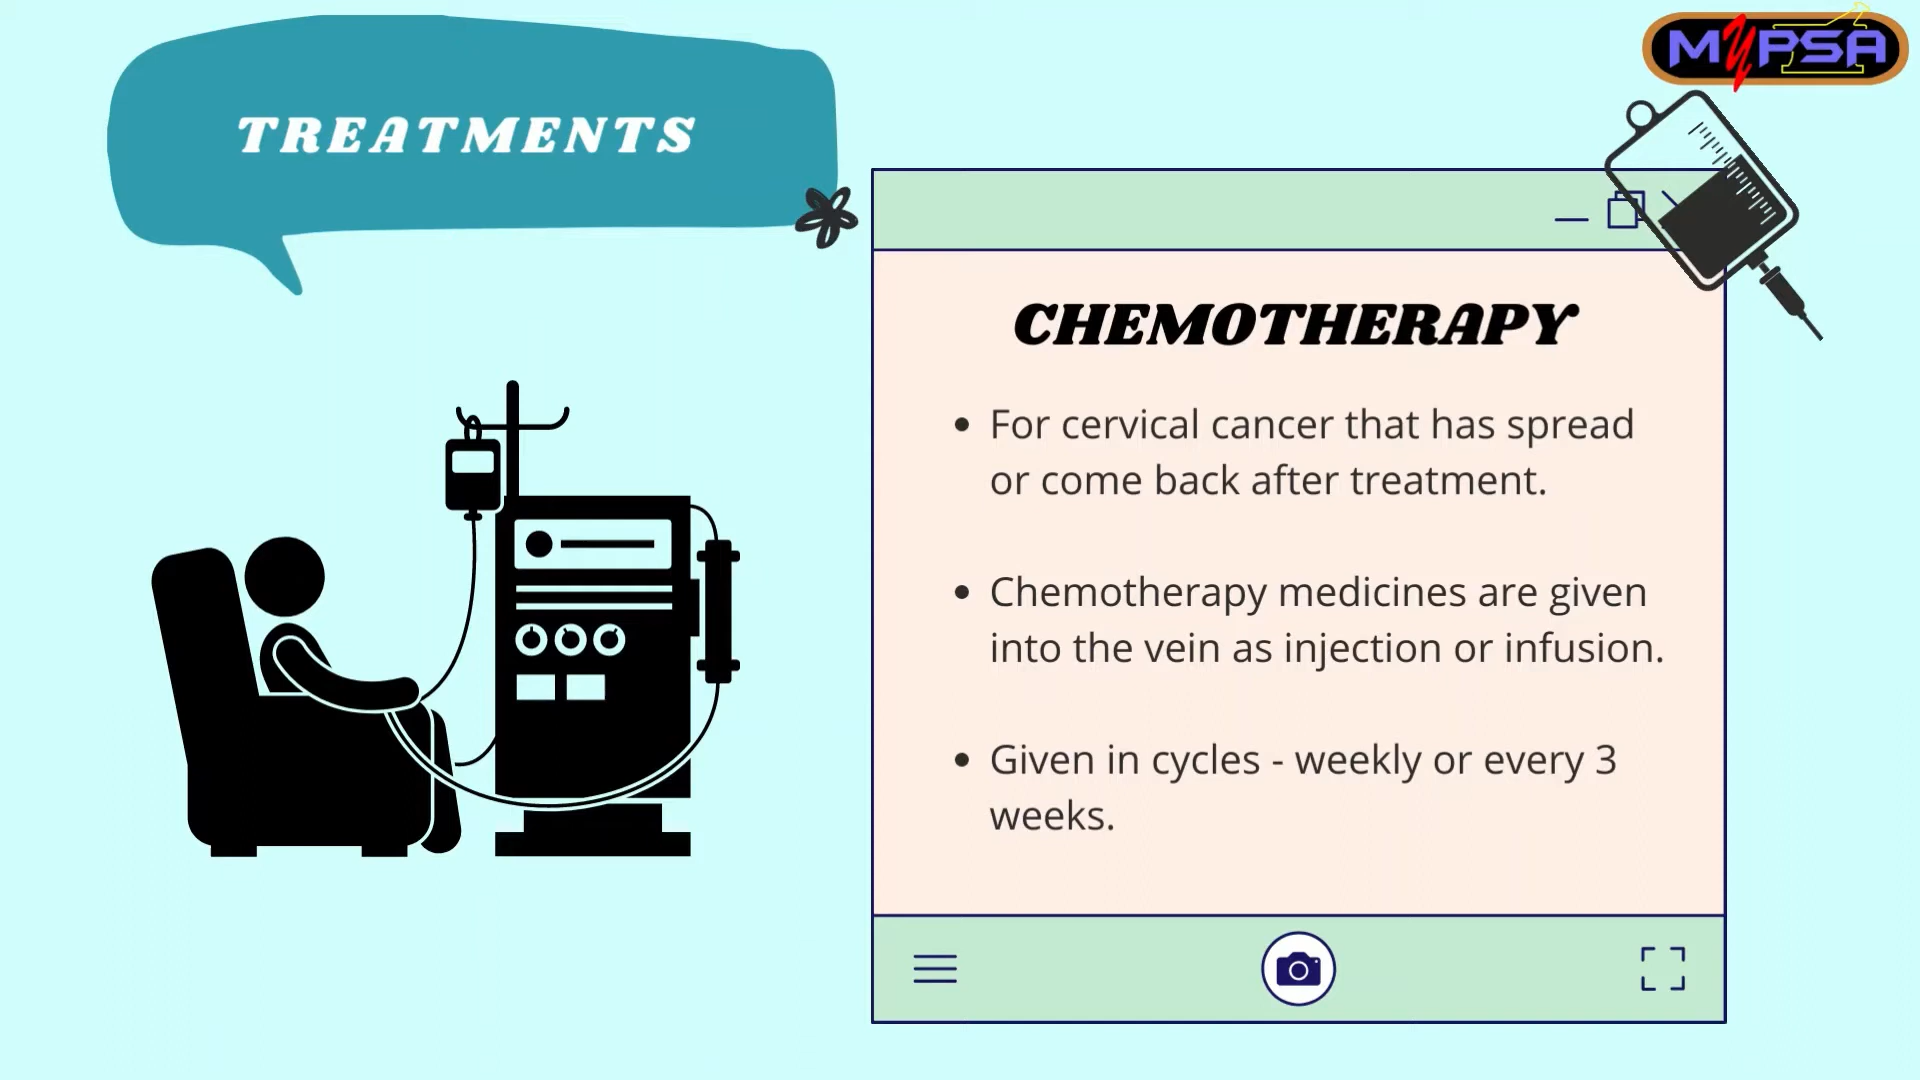 MYPSA
TREATMENTS
CHEMOTHERAPY
• For cervical cancer that has spread
or come back after treatment.
• Chemotherapy medicines are given
into the vein as injection or infusion.
• Given in cycles - weekly or every 3
weeks.